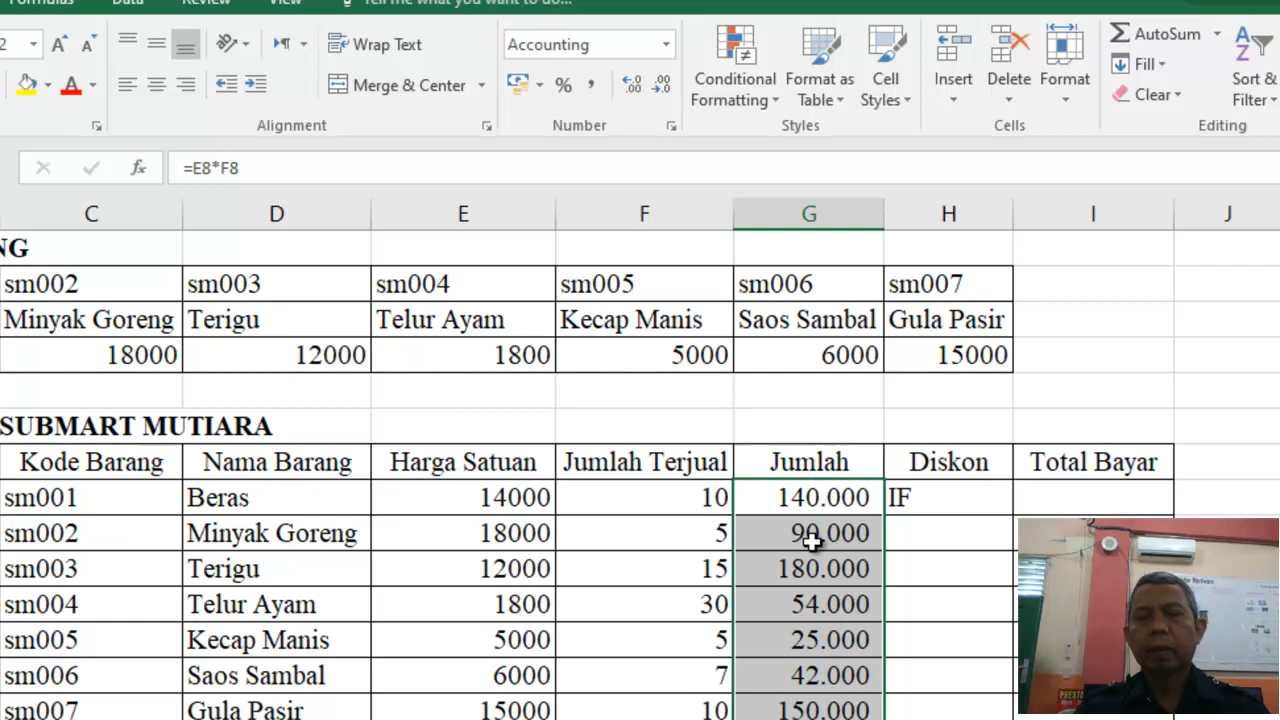 Formulas Data Review View Tell me what you want to do...
2 A A Wrap Text Accounting Conditional Formatting Format as Table Cell Styles Insert Delete Format AutoSum
Merge & Center % , Fill Sort & Filter
Clear
Alignment Number Styles Cells Editing
fx =E8*F8
C D E F G H I J
NG
sm002 sm003 sm004 sm005 sm006 sm007
Minyak Goreng Terigu Telur Ayam Kecap Manis Saos Sambal Gula Pasir
18000 12000 1800 5000 6000 15000
SUBMART MUTIARA
Kode Barang Nama Barang Harga Satuan Jumlah Terjual Jumlah Diskon Total Bayar
sm001 Beras 14000 10 140.000 IF
sm002 Minyak Goreng 18000 5 90.000
sm003 Terigu 12000 15 180.000
sm004 Telur Ayam 1800 30 54.000
sm005 Kecap Manis 5000 5 25.000
sm006 Saos Sambal 6000 7 42.000
sm007 Gula Pasir 15000 10 150.000